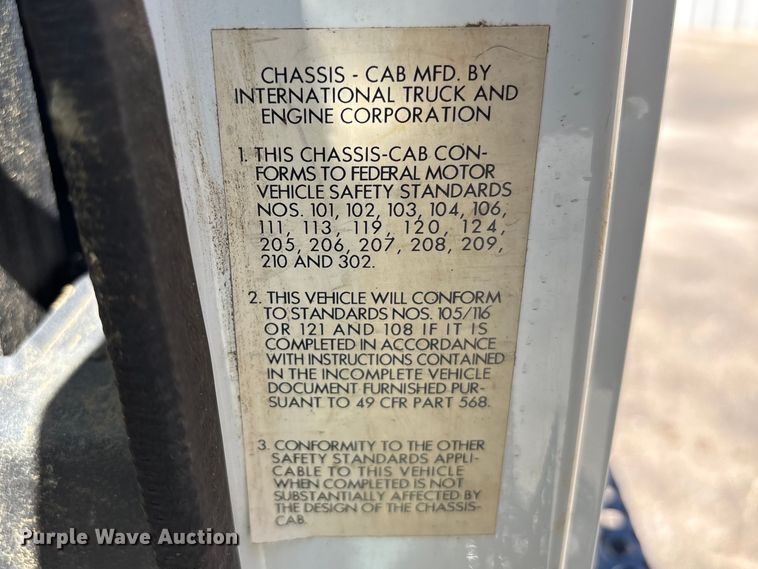 CHASSIS - CAB MFD. BY
INTERNATIONAL TRUCK AND
ENGINE CORPORATION
1. THIS CHASSIS-CAB CON-
FORMS TO FEDERAL MOTOR
VEHICLE SAFETY STANDARDS
NOS. 101, 102, 103, 104, 106,
111, 113, 119, 120, 124,
205, 206, 207, 208, 209,
210 AND 302.
2. THIS VEHICLE WILL CONFORM
TO STANDARDS NOS. 105/116
OR 121 AND 108 IF IT IS
COMPLETED IN ACCORDANCE
WITH INSTRUCTIONS CONTAINED
IN THE INCOMPLETE VEHICLE
DOCUMENT FURNISHED PUR-
SUANT TO 49 CFR PART 568.
3. CONFORMITY TO THE OTHER
SAFETY STANDARDS APPLI-
CABLE TO THIS VEHICLE
WHEN COMPLETED IS NOT
SUBSTANTIALLY AFFECTED BY
THE DESIGN OF THE CHASSIS-
CAB.
Purple Wave Auction